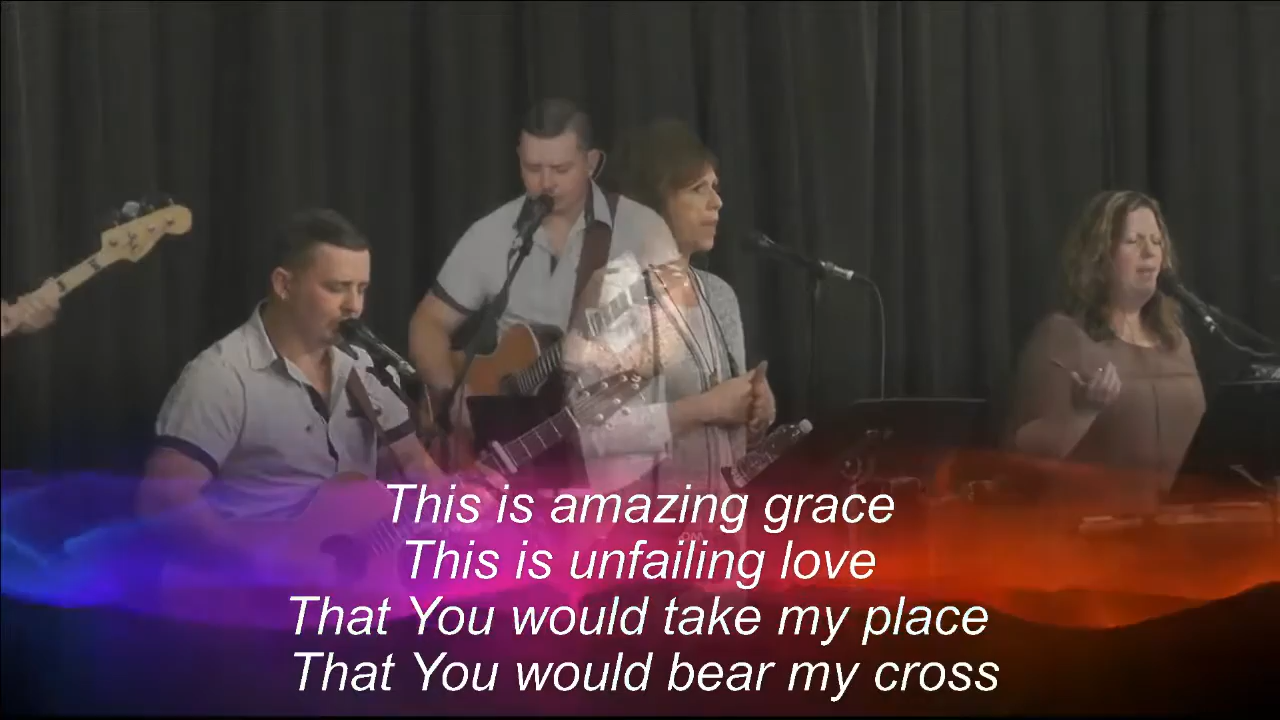 This is amazing grace
This is unfailing love
That You would take my place
That You would bear my cross